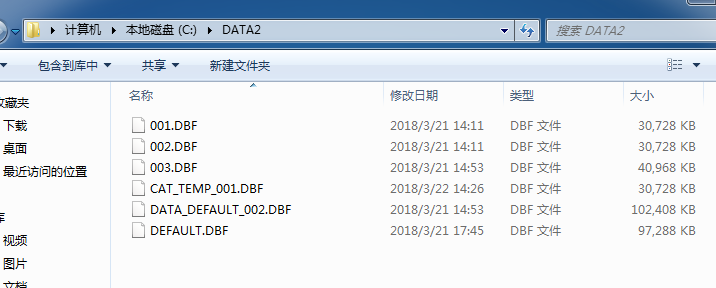 计算机 本地磁盘 (C:) DATA2 搜索 DATA2
包含到库中 共享 新建文件夹
收藏夹
下载
桌面
最近访问的位置
库
视频
图片
文档
名称 修改日期 类型 大小
001.DBF 2018/3/21 14:11 DBF 文件 30,728 KB
002.DBF 2018/3/21 14:11 DBF 文件 30,728 KB
003.DBF 2018/3/21 14:53 DBF 文件 40,968 KB
CAT_TEMP_001.DBF 2018/3/22 14:26 DBF 文件 30,728 KB
DATA_DEFAULT_002.DBF 2018/3/21 14:53 DBF 文件 102,408 KB
DEFAULT.DBF 2018/3/21 17:45 DBF 文件 97,288 KB